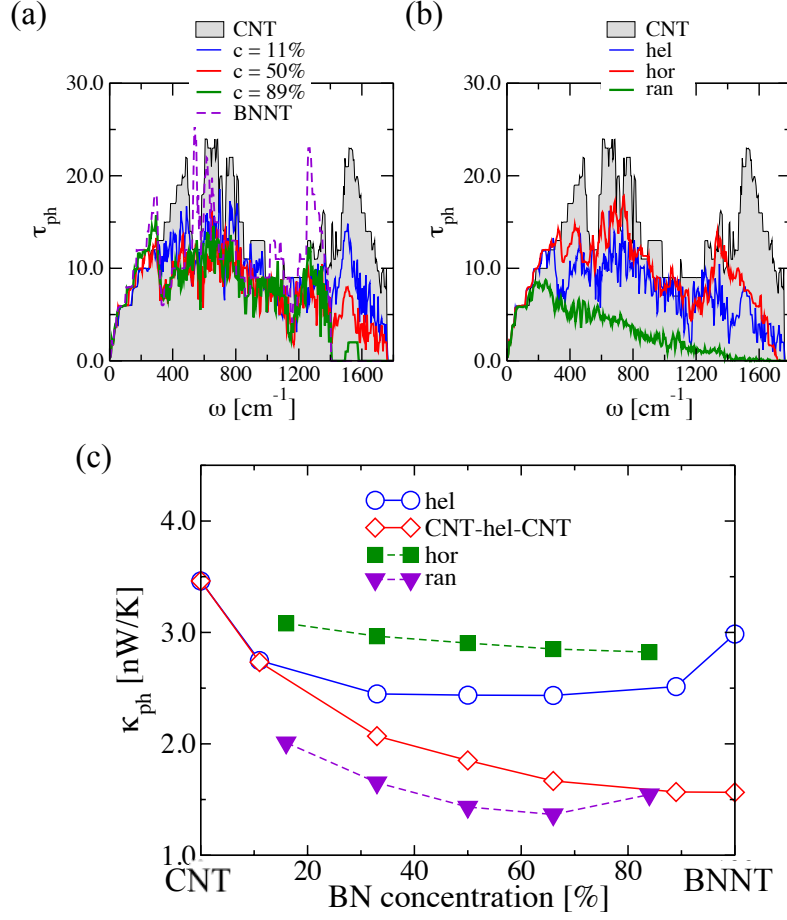 (a)
CNT
c = 11%
c = 50%
c = 89%
BNNT
30.0
20.0
10.0
0.0
τph
0 400 800 1200 1600
ω [cm-1]
(b)
CNT
hel
hor
ran
30.0
20.0
10.0
0.0
τph
0 400 800 1200 1600
ω [cm-1]
(c)
hel
CNT-hel-CNT
hor
ran
4.0
3.0
2.0
1.0
κph [nW/K]
CNT 20 40 60 80 BNNT
BN concentration [%]